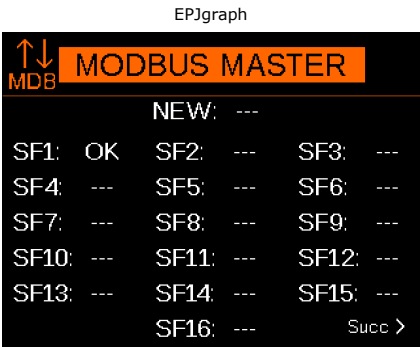 EPJgraph
MDB
MODBUS MASTER
NEW: ---
SF1: OK SF2: --- SF3: ---
SF4: --- SF5: --- SF6: ---
SF7: --- SF8: --- SF9: ---
SF10: --- SF11: --- SF12: ---
SF13: --- SF14: --- SF15: ---
SF16: --- Succ >